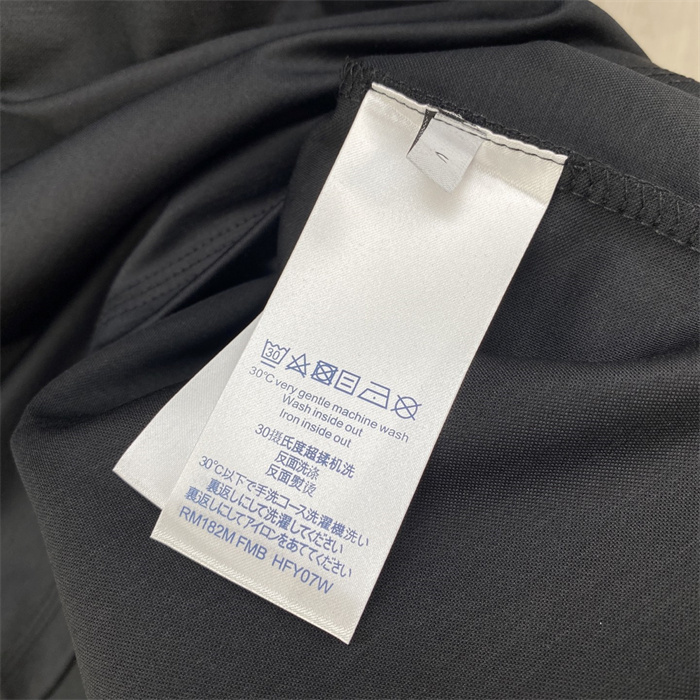 30
30°C very gentle machine wash
Wash inside out
Iron inside out
30摄氏度超揉机洗
反面洗涤
反面熨烫
30°C以下で手洗コース洗濯機洗い
裏返しにして洗濯してください
裏返しにしてアイロンをあててください
RM182M FMB HFY07W